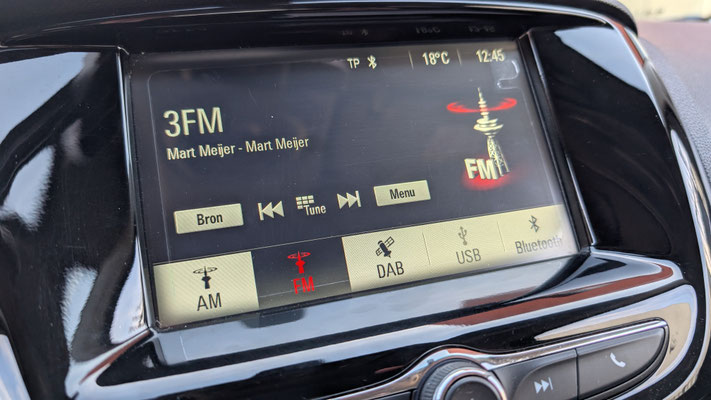 TP 18°C 12:45
3FM
Mart Meijer - Mart Meijer
FM
Bron Tune Menu
AM FM DAB USB Bluetooth